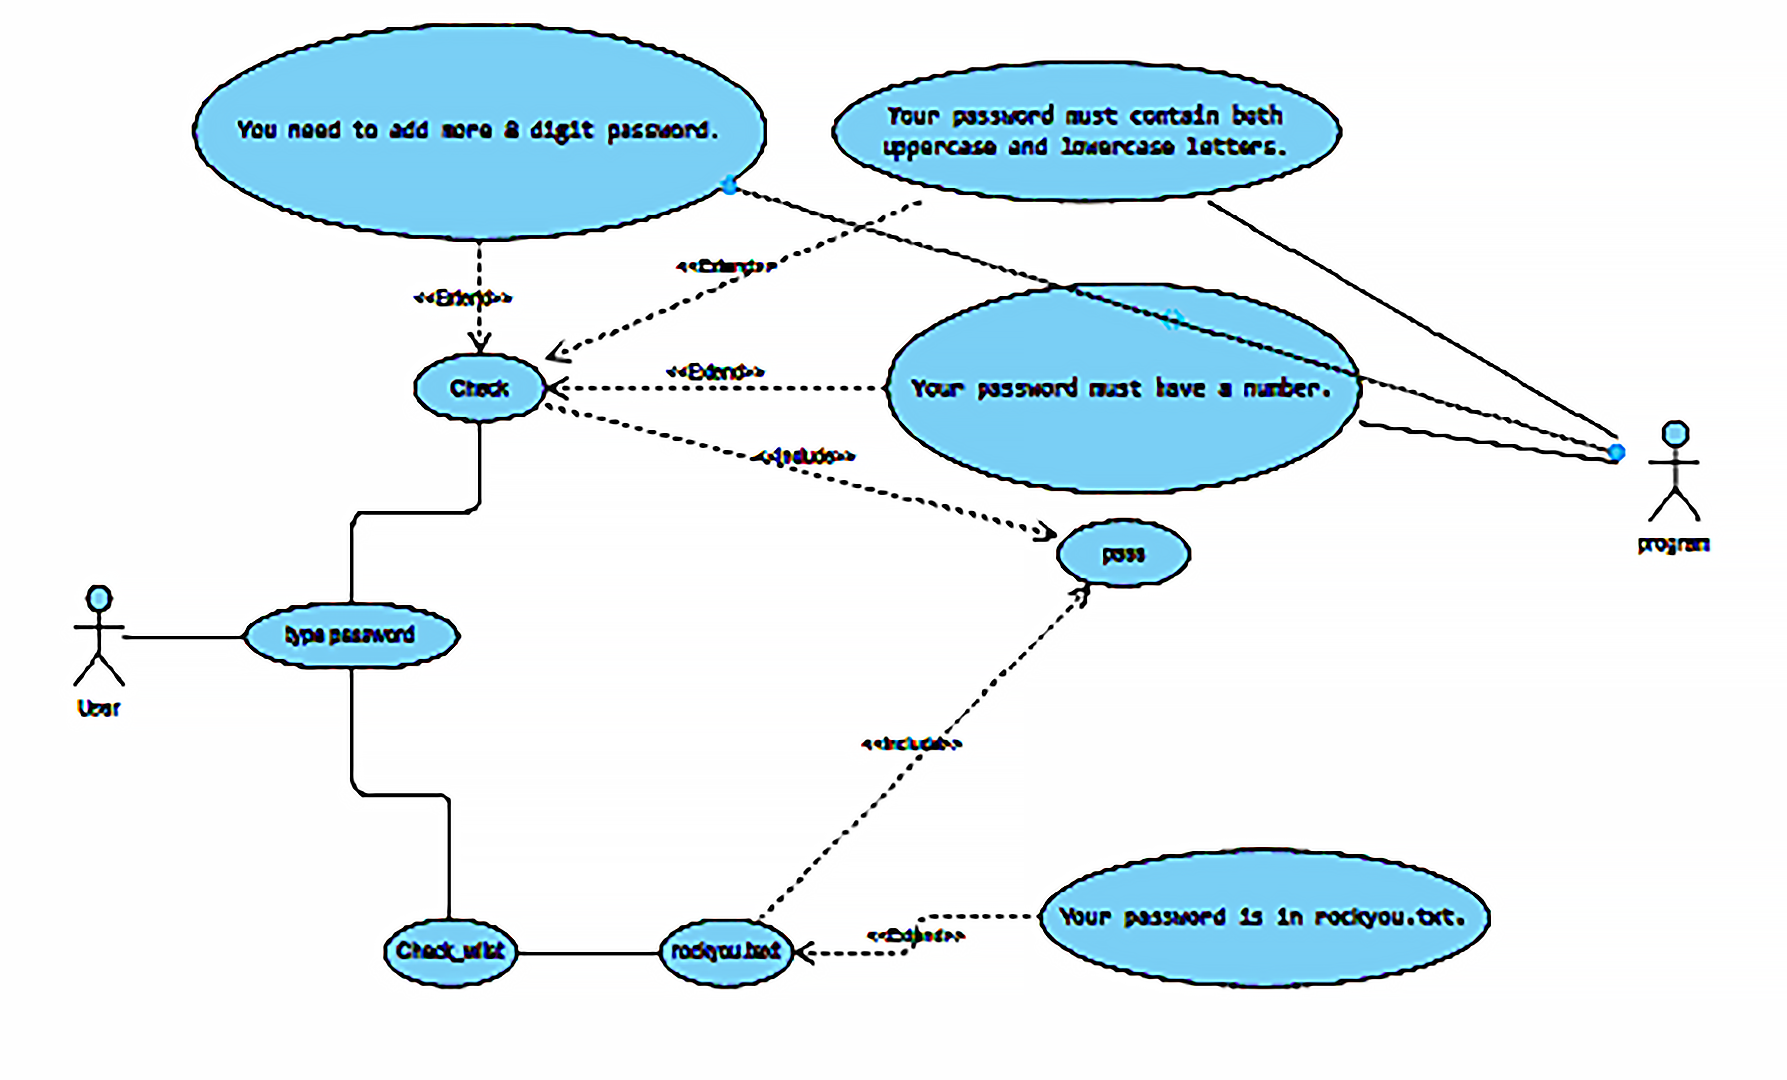 You need to add more 8 digit password.
Your password must contain both
uppercase and lowercase letters.
<<Extend>>
<<Extend>>
Check
<<Extend>>
Your password must have a number.
<<Include>>
pass
program
type password
User
<<Include>>
Your password is in rockyou.txt.
<<Extend>>
Check_wlist
rockyou.text